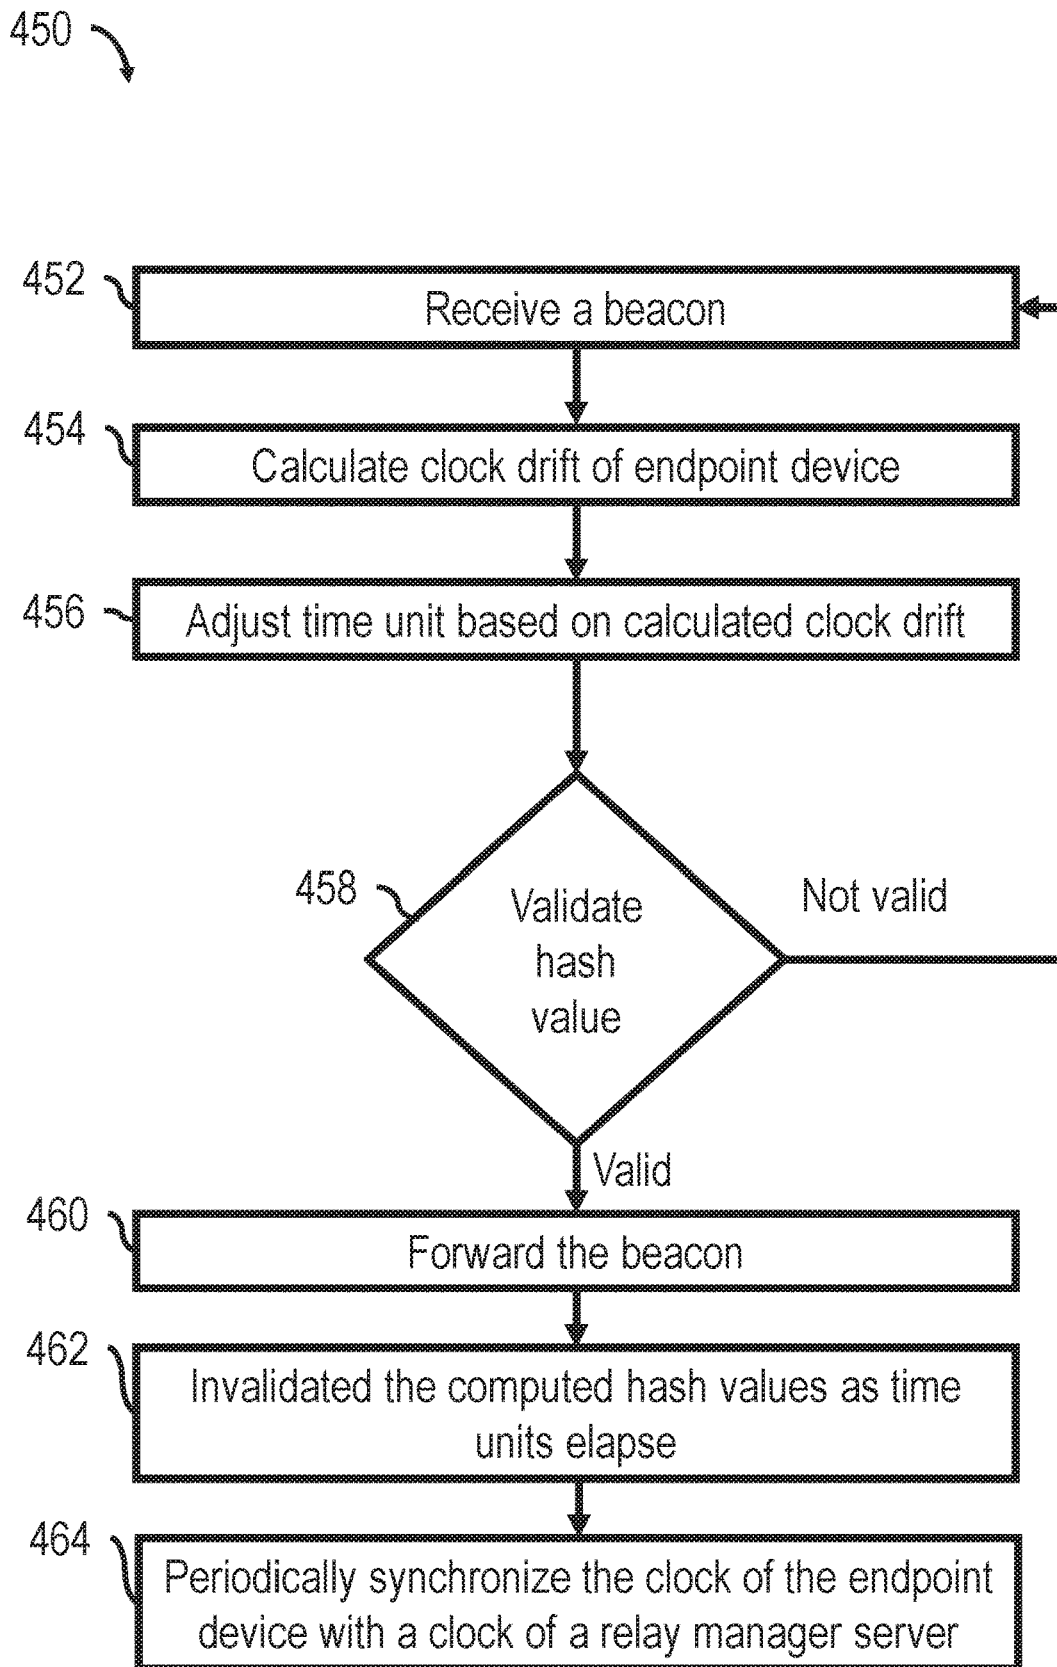 450
452
Receive a beacon
454
Calculate clock drift of endpoint device
456
Adjust time unit based on calculated clock drift
458
Validate
hash
value
Not valid
Valid
460
Forward the beacon
462
Invalidated the computed hash values as time
units elapse
464
Periodically synchronize the clock of the endpoint
device with a clock of a relay manager server